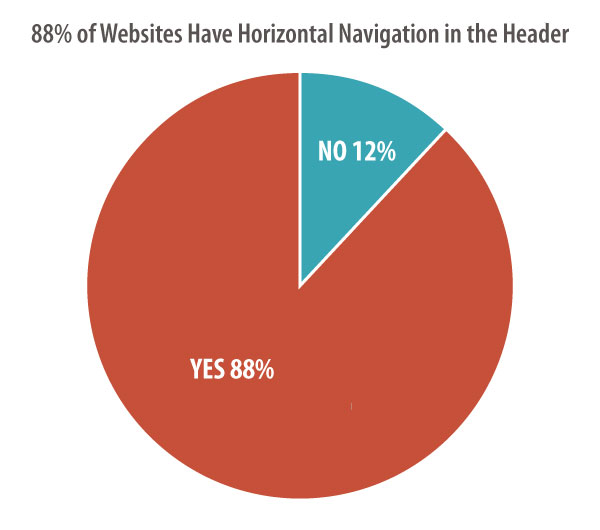 88% of Websites Have Horizontal Navigation in the Header
NO 12%
YES 88%